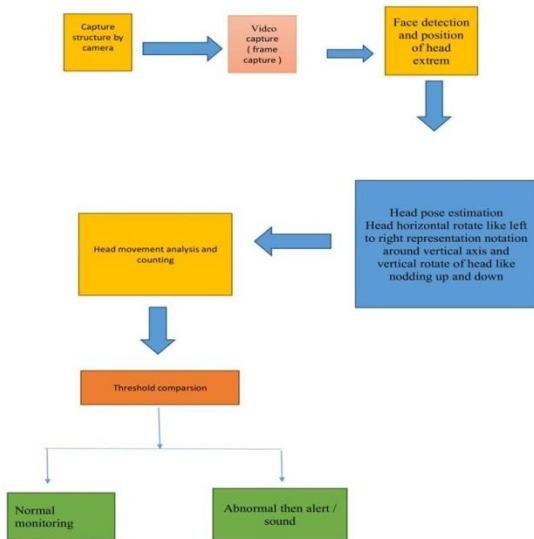 Capture
structure by
camera
Video
capture
( frame
capture )
Face detection
and position
of head
extrem
Head pose estimation
Head horizontal rotate like left
to right representation notation
around vertical axis and
vertical rotate of head like
nodding up and down
Head movement analysis and
counting
Threshold comparsion
Normal
monitoring
Abnormal then alert /
sound